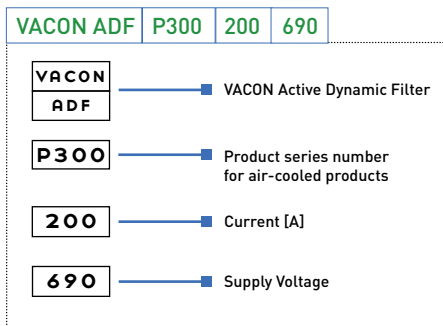 VACON ADF P300 200 690
VACON
ADF
VACON Active Dynamic Filter
P300
Product series number
for air-cooled products
200
Current [A]
690
Supply Voltage